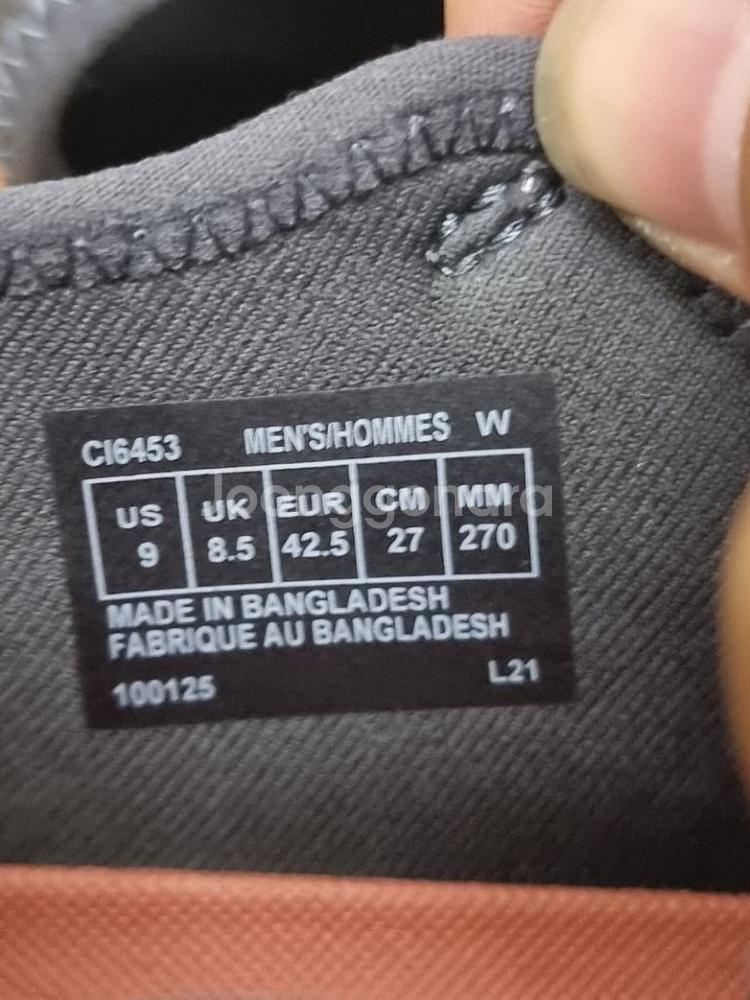 CI6453 MEN'S/HOMMES W
US UK EUR CM MM
9 8.5 42.5 27 270
MADE IN BANGLADESH
FABRIQUE AU BANGLADESH
100125 L21
joonggonara